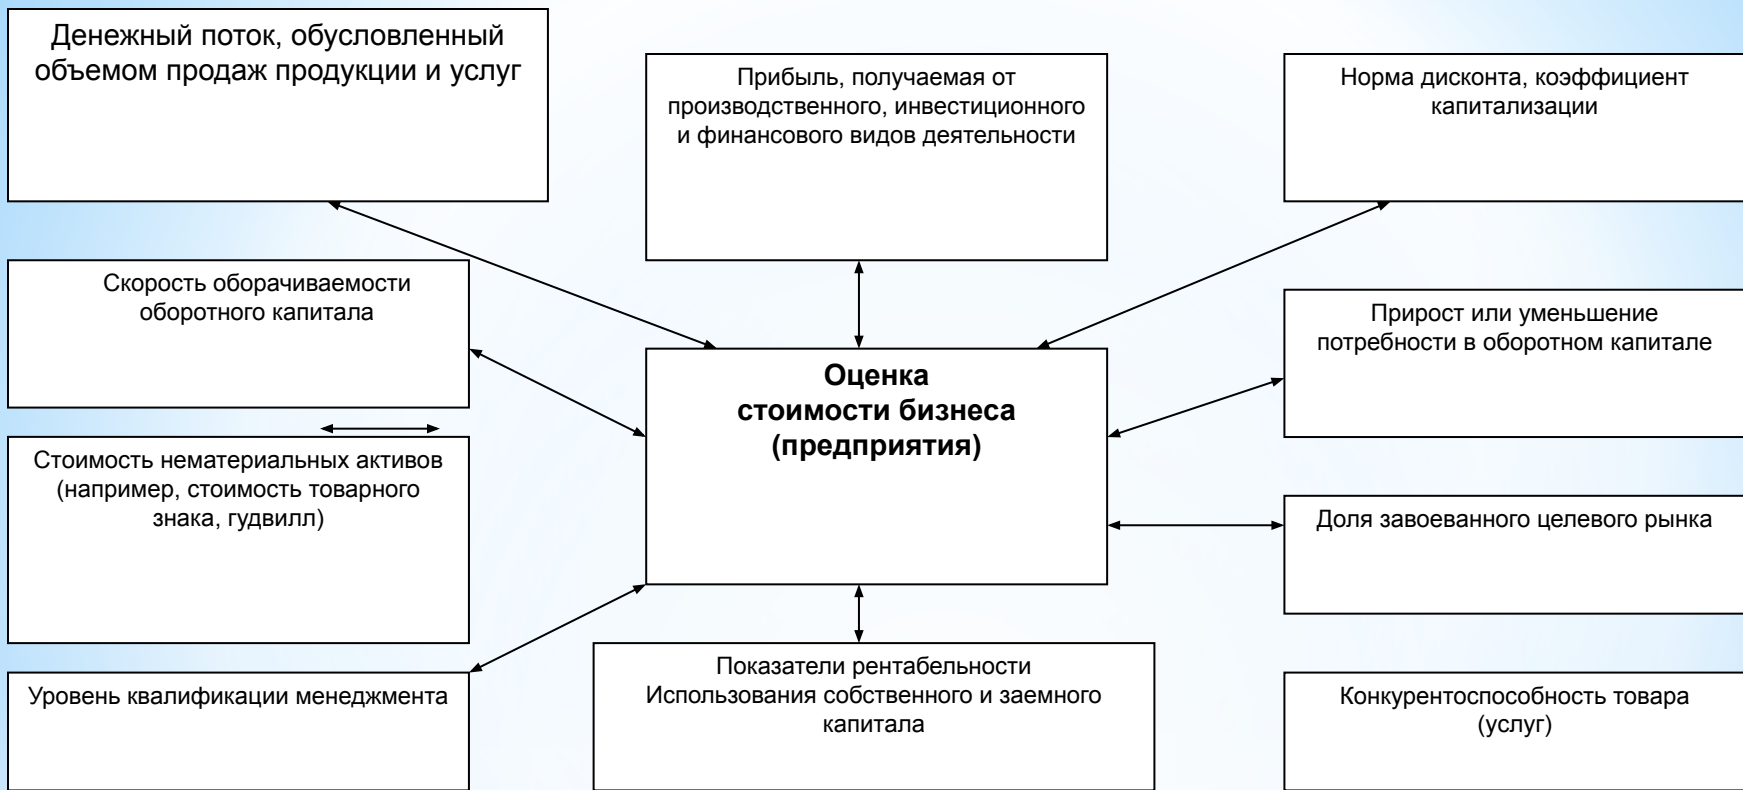 Денежный поток, обусловленный
объемом продаж продукции и услуг
Прибыль, получаемая от
производственного, инвестиционного
и финансового видов деятельности
Норма дисконта, коэффициент
капитализации
Скорость оборачиваемости
оборотного капитала
Прирост или уменьшение
потребности в оборотном капитале
Оценка
стоимости бизнеса
(предприятия)
Стоимость нематериальных активов
(например, стоимость товарного
знака, гудвилл)
Доля завоеванного целевого рынка
Уровень квалификации менеджмента
Показатели рентабельности
Использования собственного и заемного
капитала
Конкурентоспособность товара
(услуг)